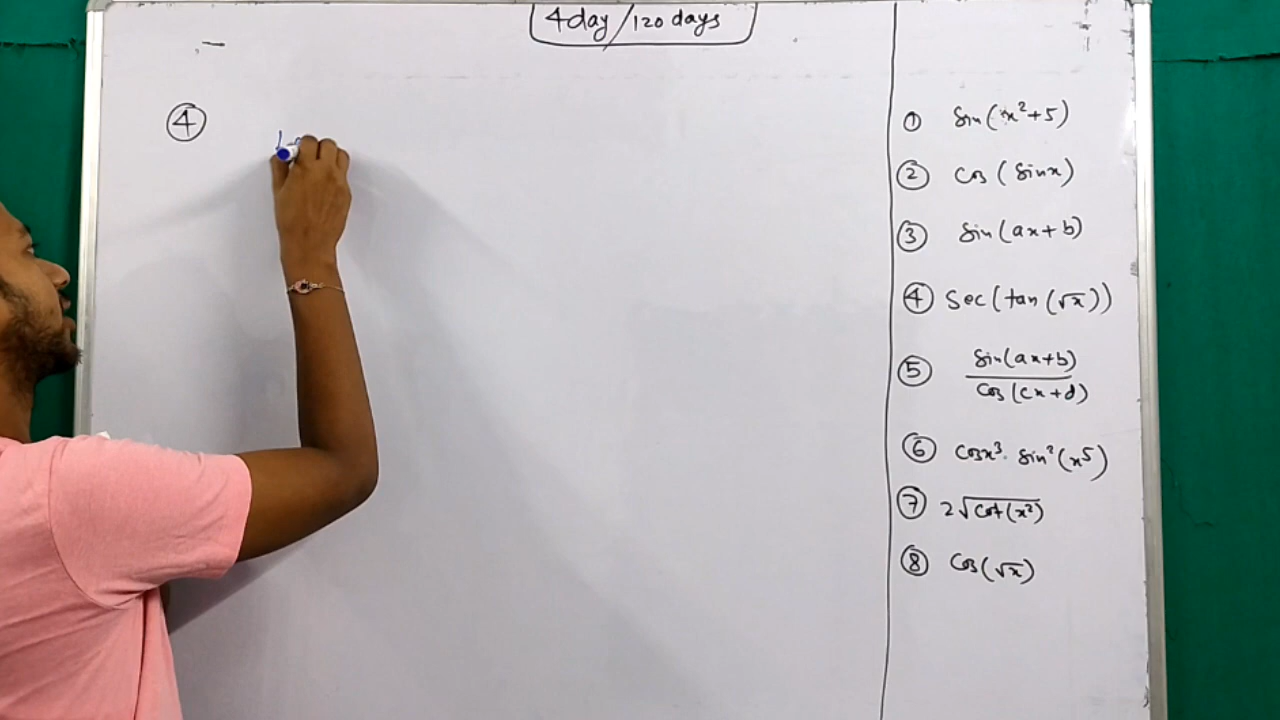 4day/120 days
④
① Sin(x²+5)
② Cos (Sinx)
③ Sin(ax+b)
④ Sec(tan(√x))
⑤ Sin(ax+b)
Cos(cx+d)
⑥ Cosx³. Sin²(x⁵)
⑦ 2√Cot(x²)
⑧ Cos(√x)